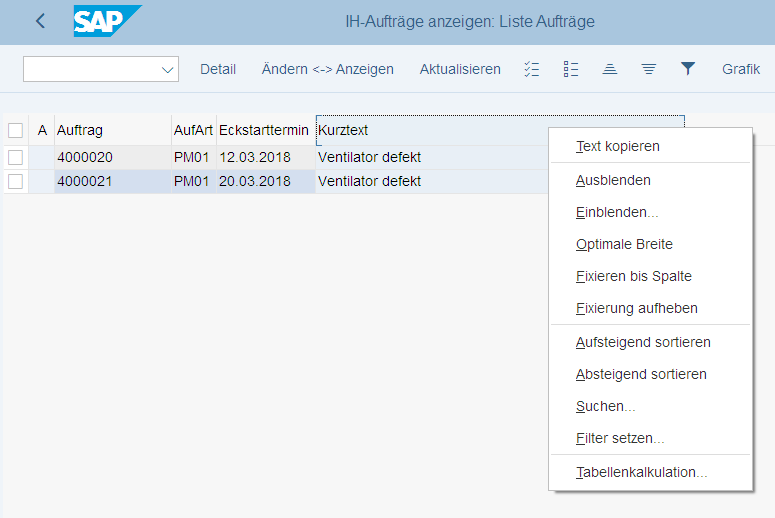 SAP
IH-Aufträge anzeigen: Liste Aufträge
Detail Ändern <-> Anzeigen Aktualisieren Grafik
A Auftrag AufArt Eckstarttermin Kurztext
4000020 PM01 12.03.2018 Ventilator defekt
4000021 PM01 20.03.2018 Ventilator defekt
Text kopieren
Ausblenden
Einblenden...
Optimale Breite
Fixieren bis Spalte
Fixierung aufheben
Aufsteigend sortieren
Absteigend sortieren
Suchen...
Filter setzen...
Tabellenkalkulation...